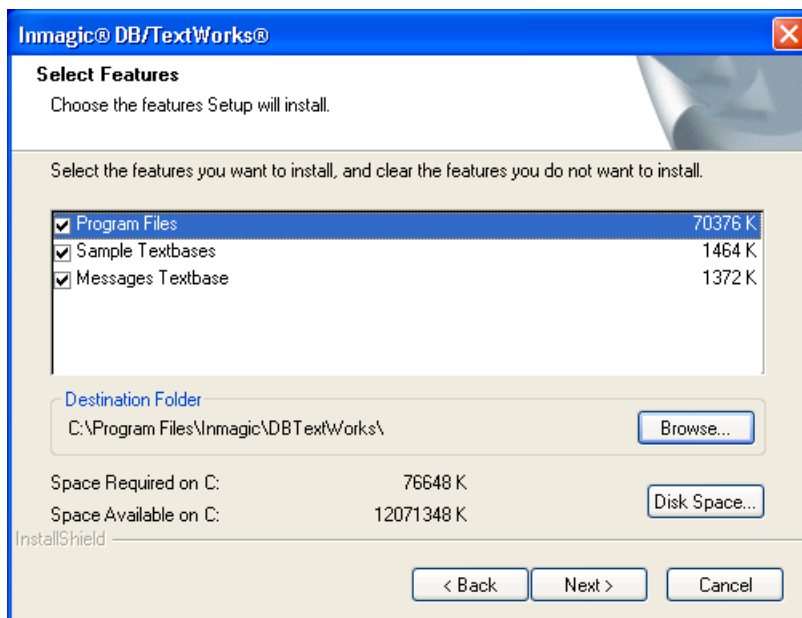 Inmagic® DB/TextWorks®
Select Features
Choose the features Setup will install.
Select the features you want to install, and clear the features you do not want to install.
Program Files 70376 K
Sample Textbases 1464 K
Messages Textbase 1372 K
Destination Folder
C:\Program Files\Inmagic\DBTextWorks\ Browse...
Space Required on C: 76648 K
Space Available on C: 12071348 K
Disk Space...
InstallShield
< Back Next > Cancel